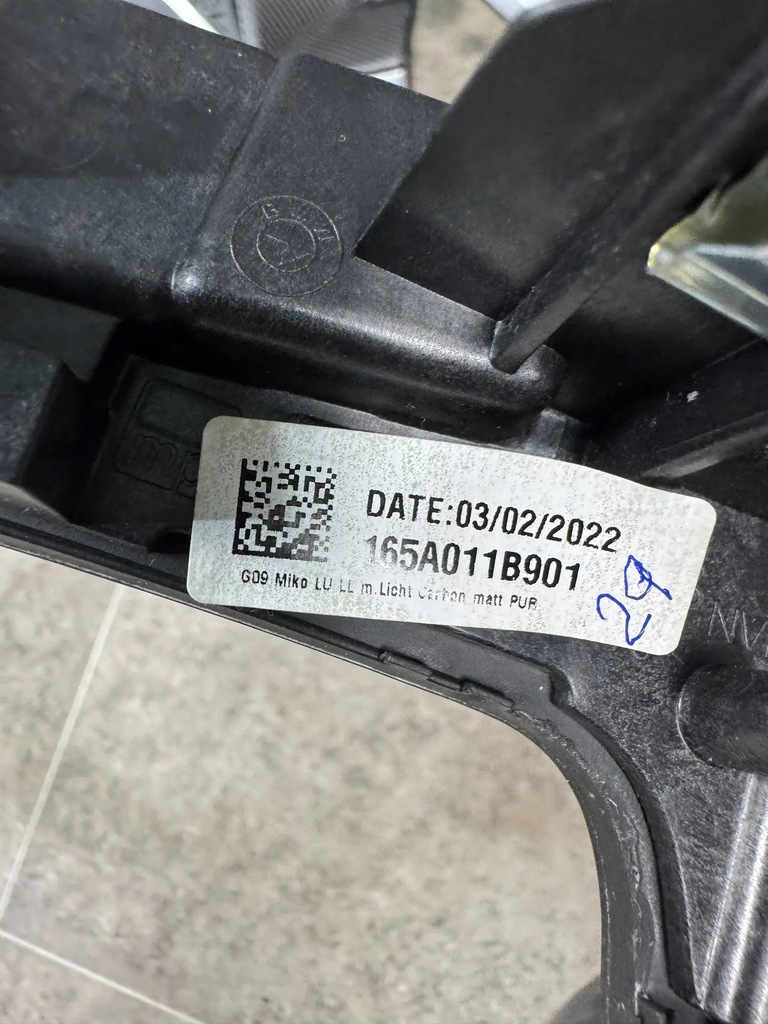 DATE:03/02/2022
165A011B901
G09 Miko LU LL m.Licht Carbon matt PUR
29